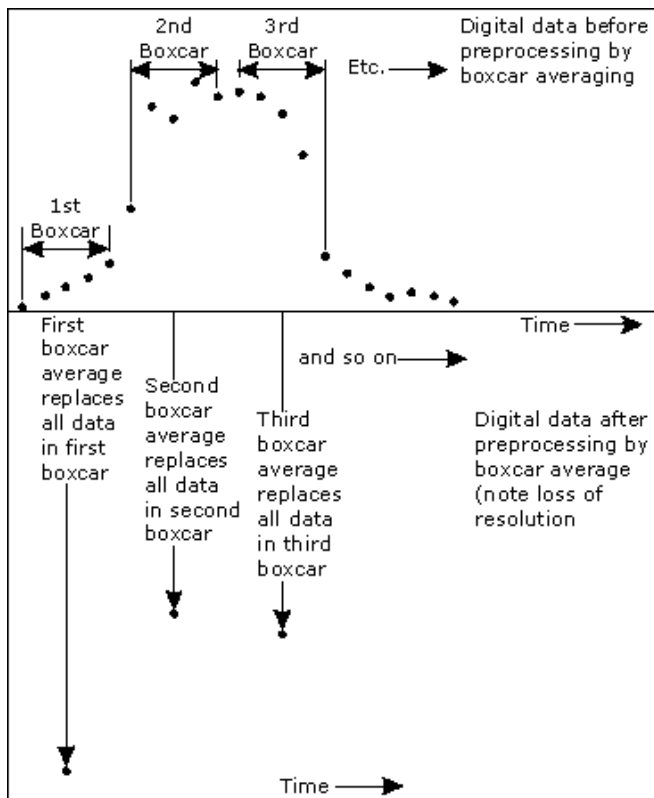 2nd
Boxcar
3rd
Boxcar
Etc.
Digital data before
preprocessing by
boxcar averaging
1st
Boxcar
Time
First
boxcar
average
replaces
all data
in first
boxcar
Second
boxcar
average
replaces
all data
in second
boxcar
and so on
Third
boxcar
average
replaces
all data
in third
boxcar
Digital data after
preprocessing by
boxcar average
(note loss of
resolution
Time